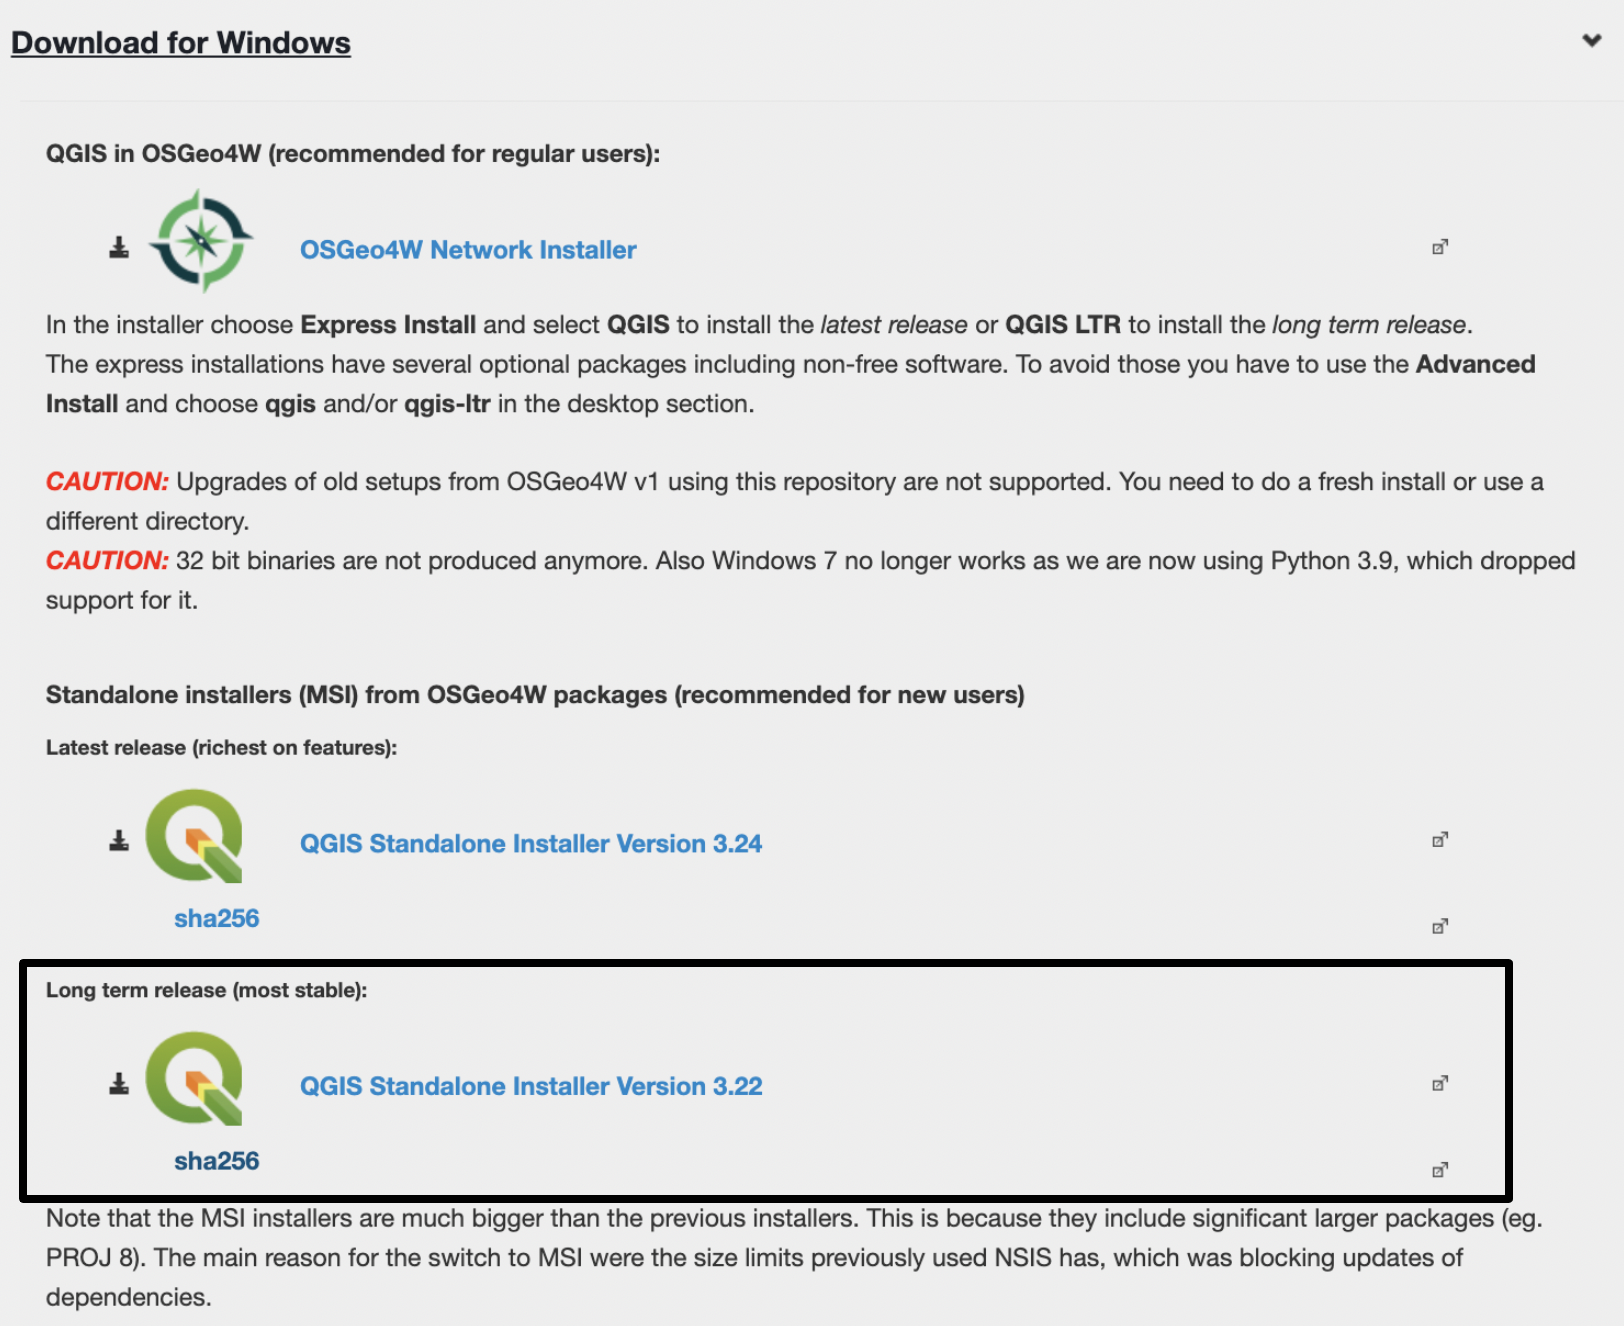 Download for Windows
QGIS in OSGeo4W (recommended for regular users):
OSGeo4W Network Installer
In the installer choose Express Install and select QGIS to install the latest release or QGIS LTR to install the long term release.
The express installations have several optional packages including non-free software. To avoid those you have to use the Advanced
Install and choose qgis and/or qgis-ltr in the desktop section.
CAUTION: Upgrades of old setups from OSGeo4W v1 using this repository are not supported. You need to do a fresh install or use a
different directory.
CAUTION: 32 bit binaries are not produced anymore. Also Windows 7 no longer works as we are now using Python 3.9, which dropped
support for it.
Standalone installers (MSI) from OSGeo4W packages (recommended for new users)
Latest release (richest on features):
QGIS Standalone Installer Version 3.24
sha256
Long term release (most stable):
QGIS Standalone Installer Version 3.22
sha256
Note that the MSI installers are much bigger than the previous installers. This is because they include significant larger packages (eg.
PROJ 8). The main reason for the switch to MSI were the size limits previously used NSIS has, which was blocking updates of
dependencies.